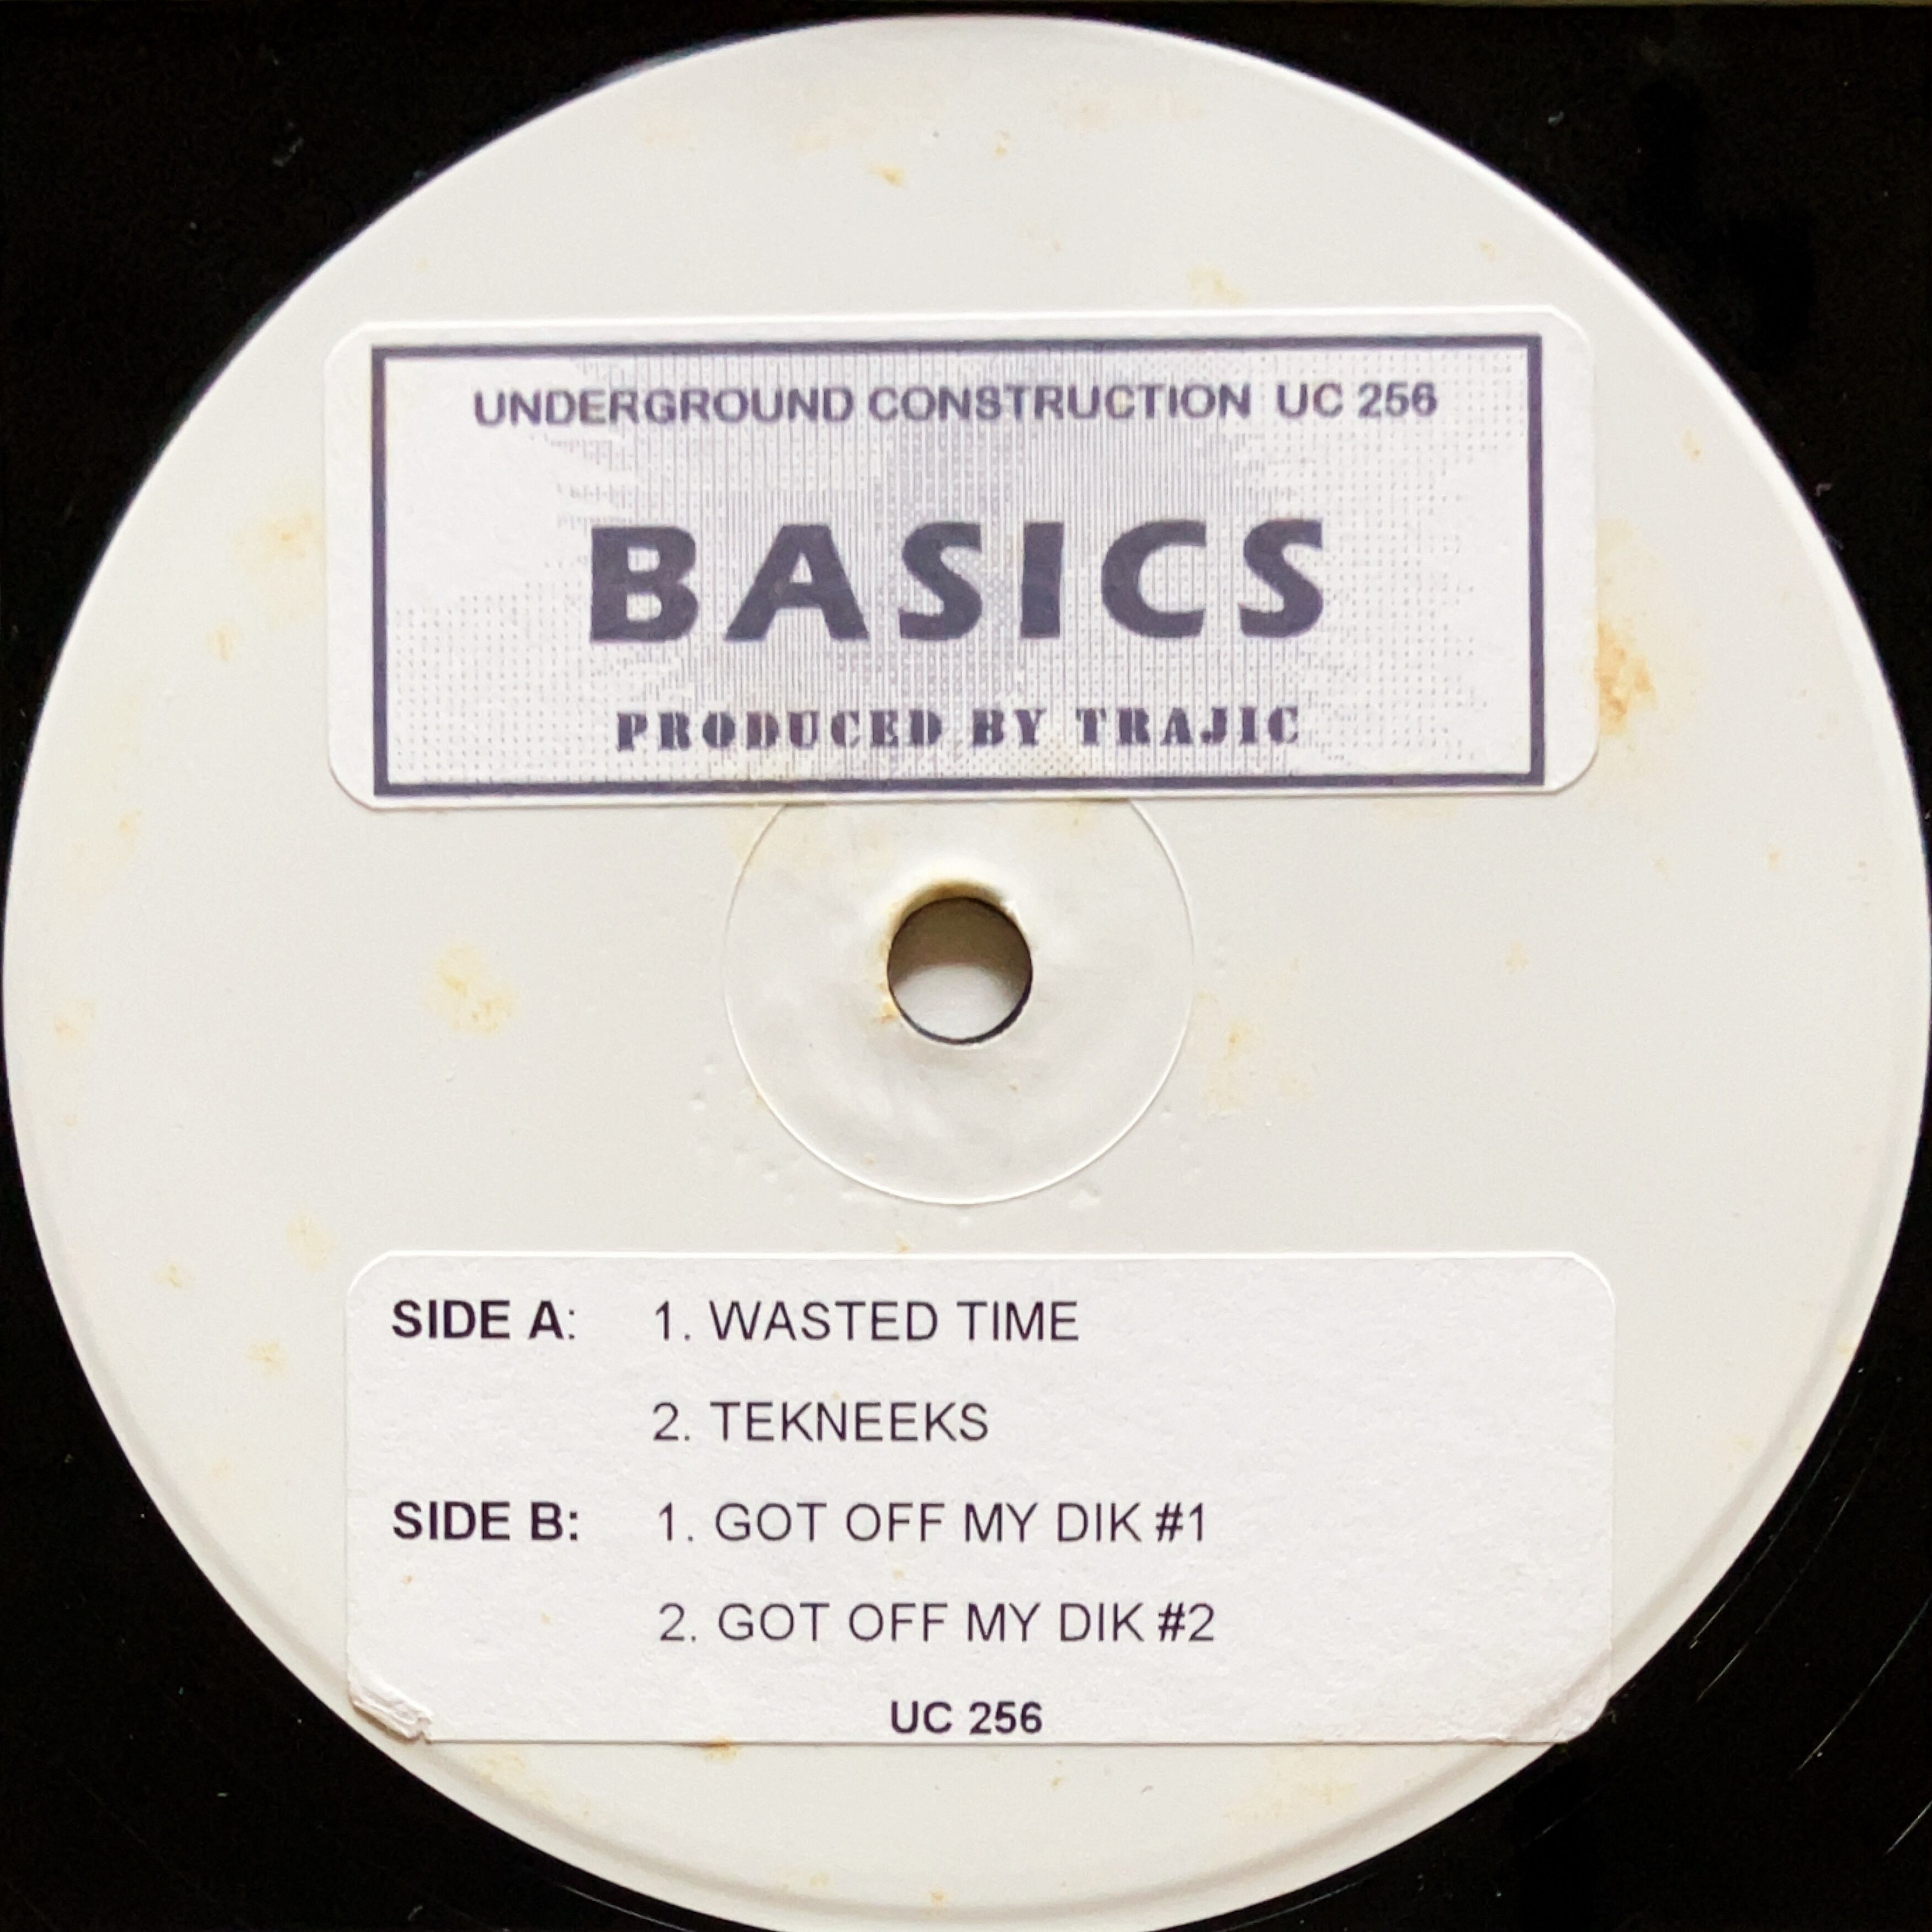 UNDERGROUND CONSTRUCTION UC 256
BASICS
PRODUCED BY TRAJIC
SIDE A: 1. WASTED TIME
2. TEKNEEKS
SIDE B: 1. GOT OFF MY DIK #1
2. GOT OFF MY DIK #2
UC 256